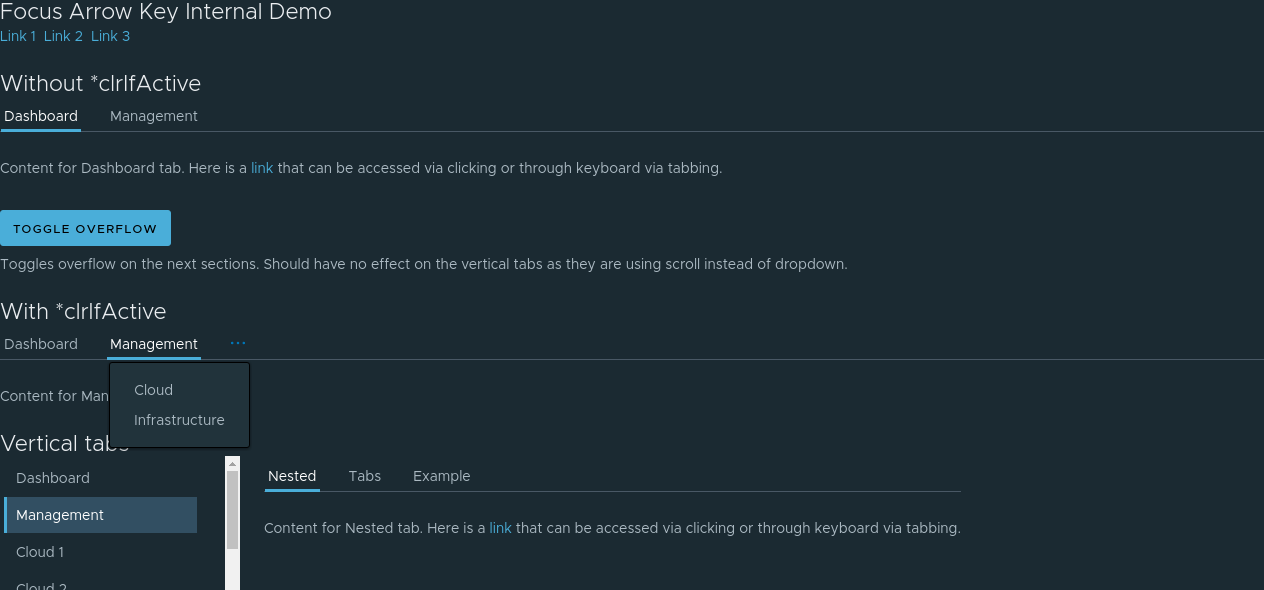 Focus Arrow Key Internal Demo
Link 1 Link 2 Link 3
Without *clrIfActive
Dashboard Management
Content for Dashboard tab. Here is a link that can be accessed via clicking or through keyboard via tabbing.
TOGGLE OVERFLOW
Toggles overflow on the next sections. Should have no effect on the vertical tabs as they are using scroll instead of dropdown.
With *clrIfActive
Dashboard Management ...
Cloud
Content for Man
Infrastructure
Vertical tabs
Dashboard
Management
Cloud 1
Cloud 2
Nested Tabs Example
Content for Nested tab. Here is a link that can be accessed via clicking or through keyboard via tabbing.